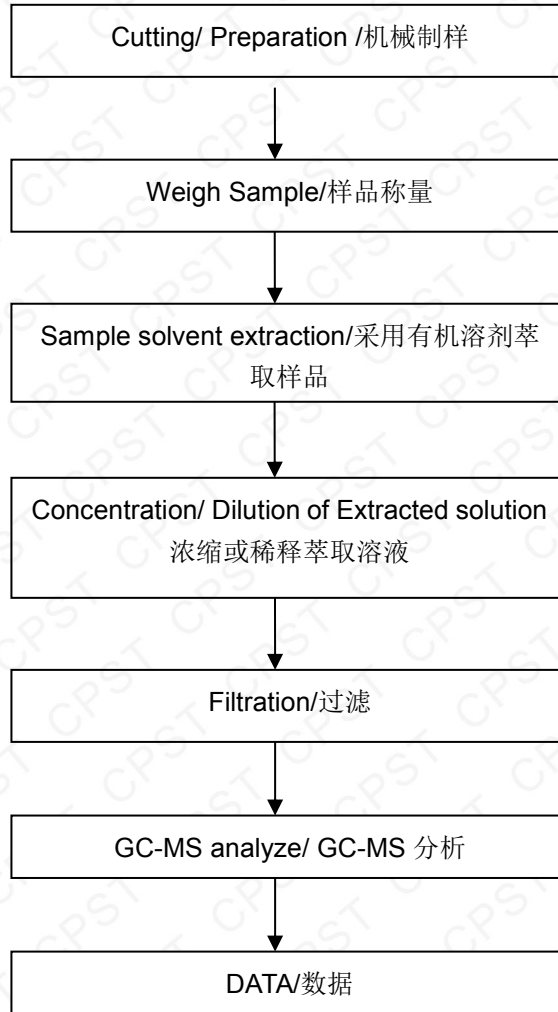 Cutting/ Preparation /机械制样
Weigh Sample/样品称量
Sample solvent extraction/采用有机溶剂萃
取样品
Concentration/ Dilution of Extracted solution
浓缩或稀释萃取溶液
Filtration/过滤
GC-MS analyze/ GC-MS 分析
DATA/数据